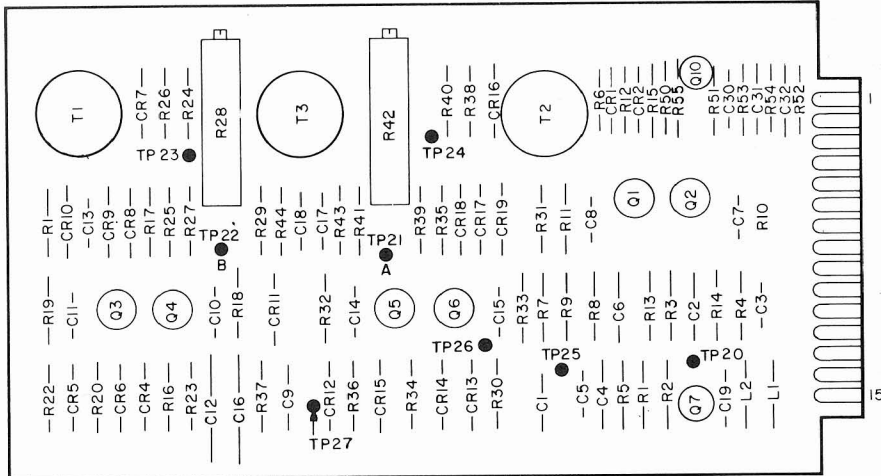 T1
CR7
R26
R24
R28
T3
R42
R40
R38
CR16
T2
R6
CR1
R12
CR2
R15
R50
R55
Q10
R51
C30
R53
C31
R54
C32
R52
1
TP23
TP24
R1
CR10
C13
CR9
CR8
R17
R25
R27
TP22
B
R29
R44
C18
C17
R43
R41
TP21
A
R39
R35
CR18
CR17
CR19
R31
R11
C8
Q1
Q2
C7
R10
R19
C11
Q3
Q4
C10
R18
CR11
R32
C14
Q5
Q6
C15
R33
R7
R9
R8
C6
R13
R3
C2
R14
R4
C3
TP26
TP25
TP20
R22
CR5
R20
CR6
CR4
R16
R23
C12
C16
R37
C9
CR12
R36
CR15
R34
CR14
CR13
R30
C1
C5
C4
R5
R1
R2
Q7
C19
L2
L1
15
TP27